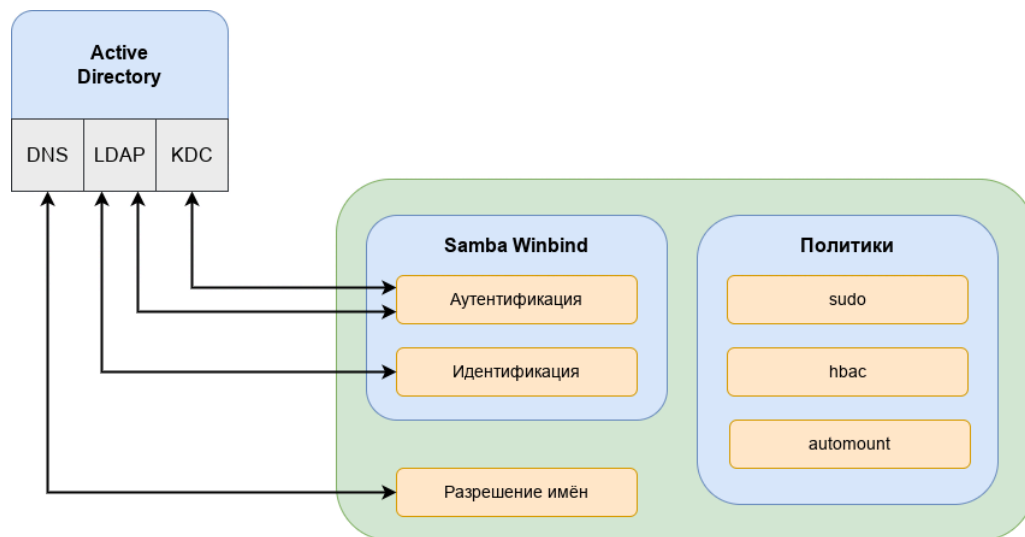 Active
Directory
DNS
LDAP
KDC
Samba Winbind
Аутентификация
Идентификация
Разрешение имён
Политики
sudo
hbac
automount